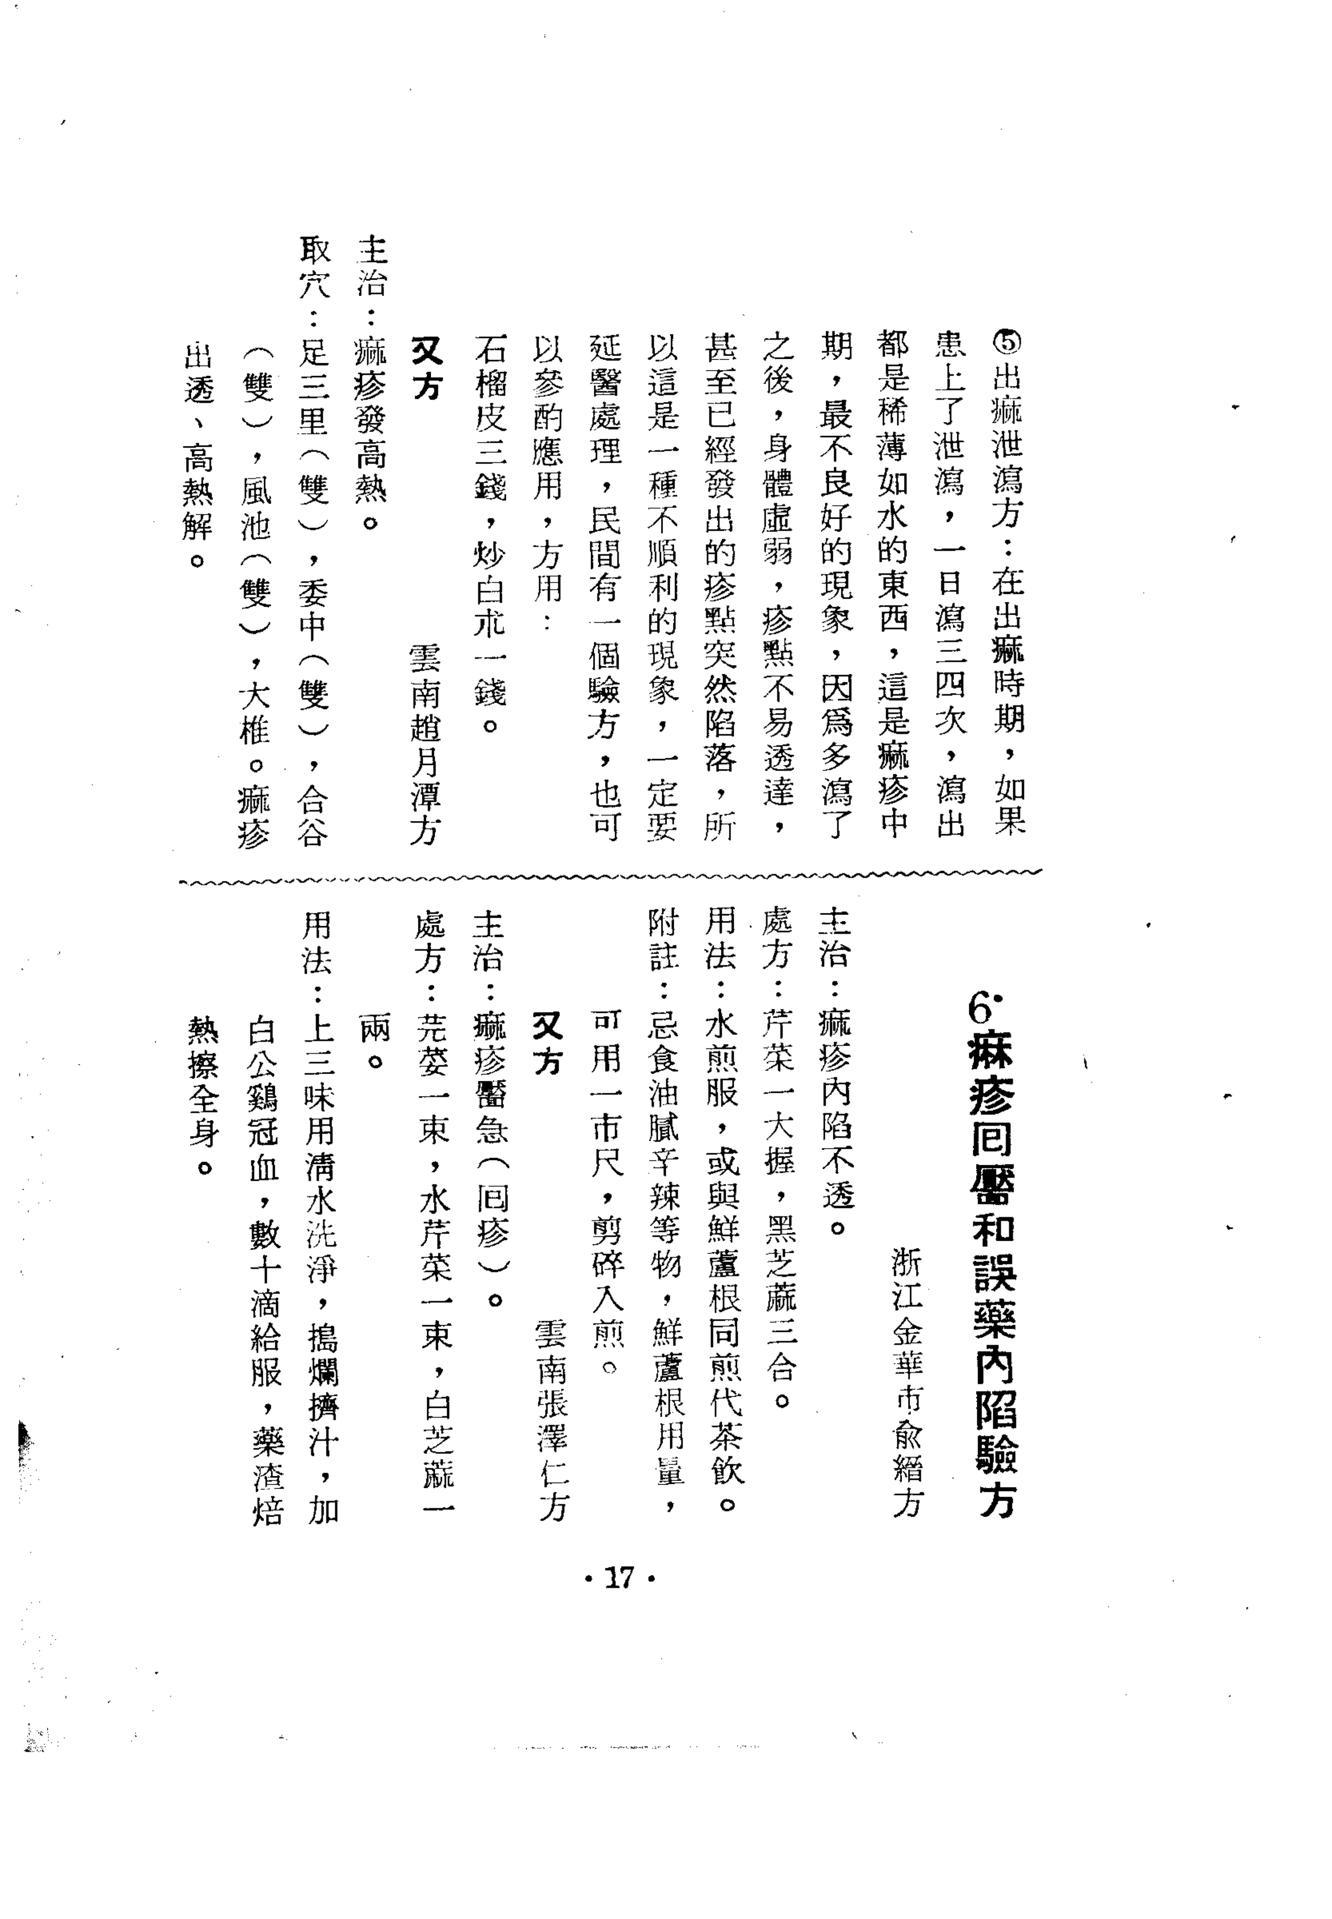 ⑤出痲泄瀉方：在出痲時期，如果
患上了泄瀉，一日瀉三四次，瀉出
都是稀薄如水的東西，這是痲疹中
期，最不良好的現象，因爲多瀉了
之後，身體虛弱，疹點不易透達，
甚至已經發出的疹點突然陷落，所
以這是一種不順利的現象，一定要
延醫處理，民間有一個驗方，也可
以參酌應用，方用：
石榴皮三錢，炒白朮一錢。
又方
雲南趙月潭方
主治：痲疹發高熱。
取穴：足三里（雙），委中（雙），合谷
（雙），風池（雙），大椎。痲疹
出透、高熱解。
6·痳疹囘靨和誤藥內陷驗方
浙江金華市俞縉方
主治：痲疹內陷不透。
處方：芹菜一大握，黑芝蔴三合。
用法：水煎服，或與鮮蘆根同煎代茶飲。
附註：忌食油膩辛辣等物，鮮蘆根用量，
可用一市尺，剪碎入煎。
又方
雲南張澤仁方
主治：痲疹靨急（囘疹）。
處方：芫荽一束，水芹菜一束，白芝蔴一
兩。
用法：上三味用淸水洗淨，搗爛擠汁，加
白公鷄冠血，數十滴給服，藥渣焙
熱擦全身。
·17·